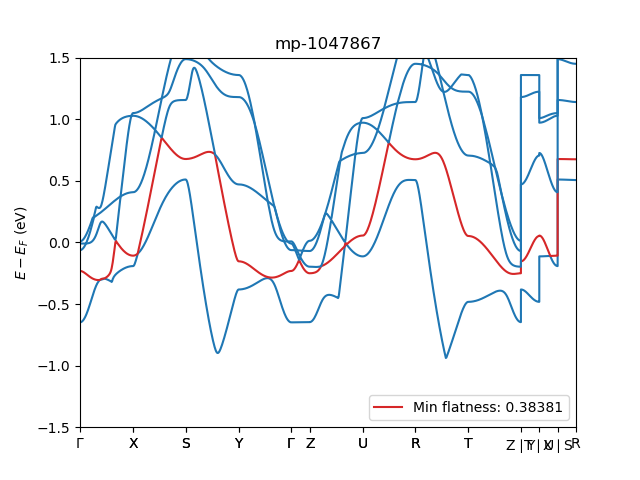 mp-1047867
E − E_F (eV)
1.5
1.0
0.5
0.0
−0.5
−1.0
−1.5
Min flatness: 0.38381
Γ X S Y Γ Z U R T Z | T Y | X U | S R